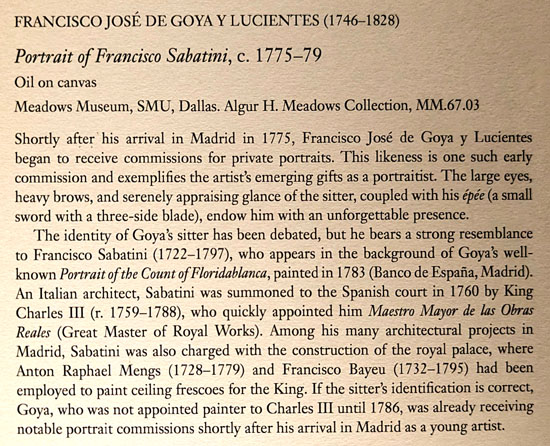 FRANCISCO JOSÉ DE GOYA Y LUCIENTES (1746–1828)
Portrait of Francisco Sabatini, c. 1775–79
Oil on canvas
Meadows Museum, SMU, Dallas. Algur H. Meadows Collection, MM.67.03
Shortly after his arrival in Madrid in 1775, Francisco José de Goya y Lucientes
began to receive commissions for private portraits. This likeness is one such early
commission and exemplifies the artist's emerging gifts as a portraitist. The large eyes,
heavy brows, and serenely appraising glance of the sitter, coupled with his épée (a small
sword with a three-side blade), endow him with an unforgettable presence.
The identity of Goya's sitter has been debated, but he bears a strong resemblance
to Francisco Sabatini (1722–1797), who appears in the background of Goya's well-
known Portrait of the Count of Floridablanca, painted in 1783 (Banco de España, Madrid).
An Italian architect, Sabatini was summoned to the Spanish court in 1760 by King
Charles III (r. 1759–1788), who quickly appointed him Maestro Mayor de las Obras
Reales (Great Master of Royal Works). Among his many architectural projects in
Madrid, Sabatini was also charged with the construction of the royal palace, where
Anton Raphael Mengs (1728–1779) and Francisco Bayeu (1732–1795) had been
employed to paint ceiling frescoes for the King. If the sitter's identification is correct,
Goya, who was not appointed painter to Charles III until 1786, was already receiving
notable portrait commissions shortly after his arrival in Madrid as a young artist.